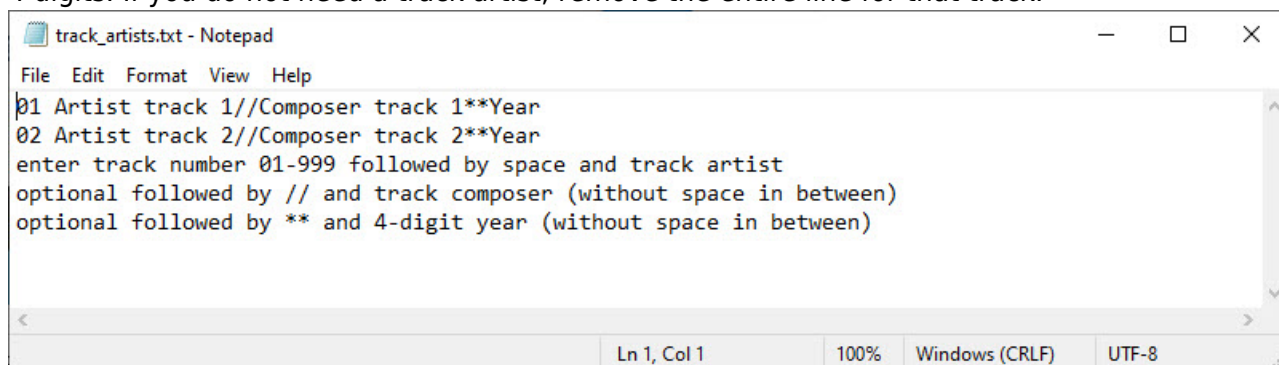 4 digits. If you do not need a track artist, remove the entire line for that track.
track_artists.txt - Notepad
File Edit Format View Help
01 Artist track 1//Composer track 1**Year
02 Artist track 2//Composer track 2**Year
enter track number 01-999 followed by space and track artist
optional followed by // and track composer (without space in between)
optional followed by ** and 4-digit year (without space in between)
Ln 1, Col 1 100% Windows (CRLF) UTF-8